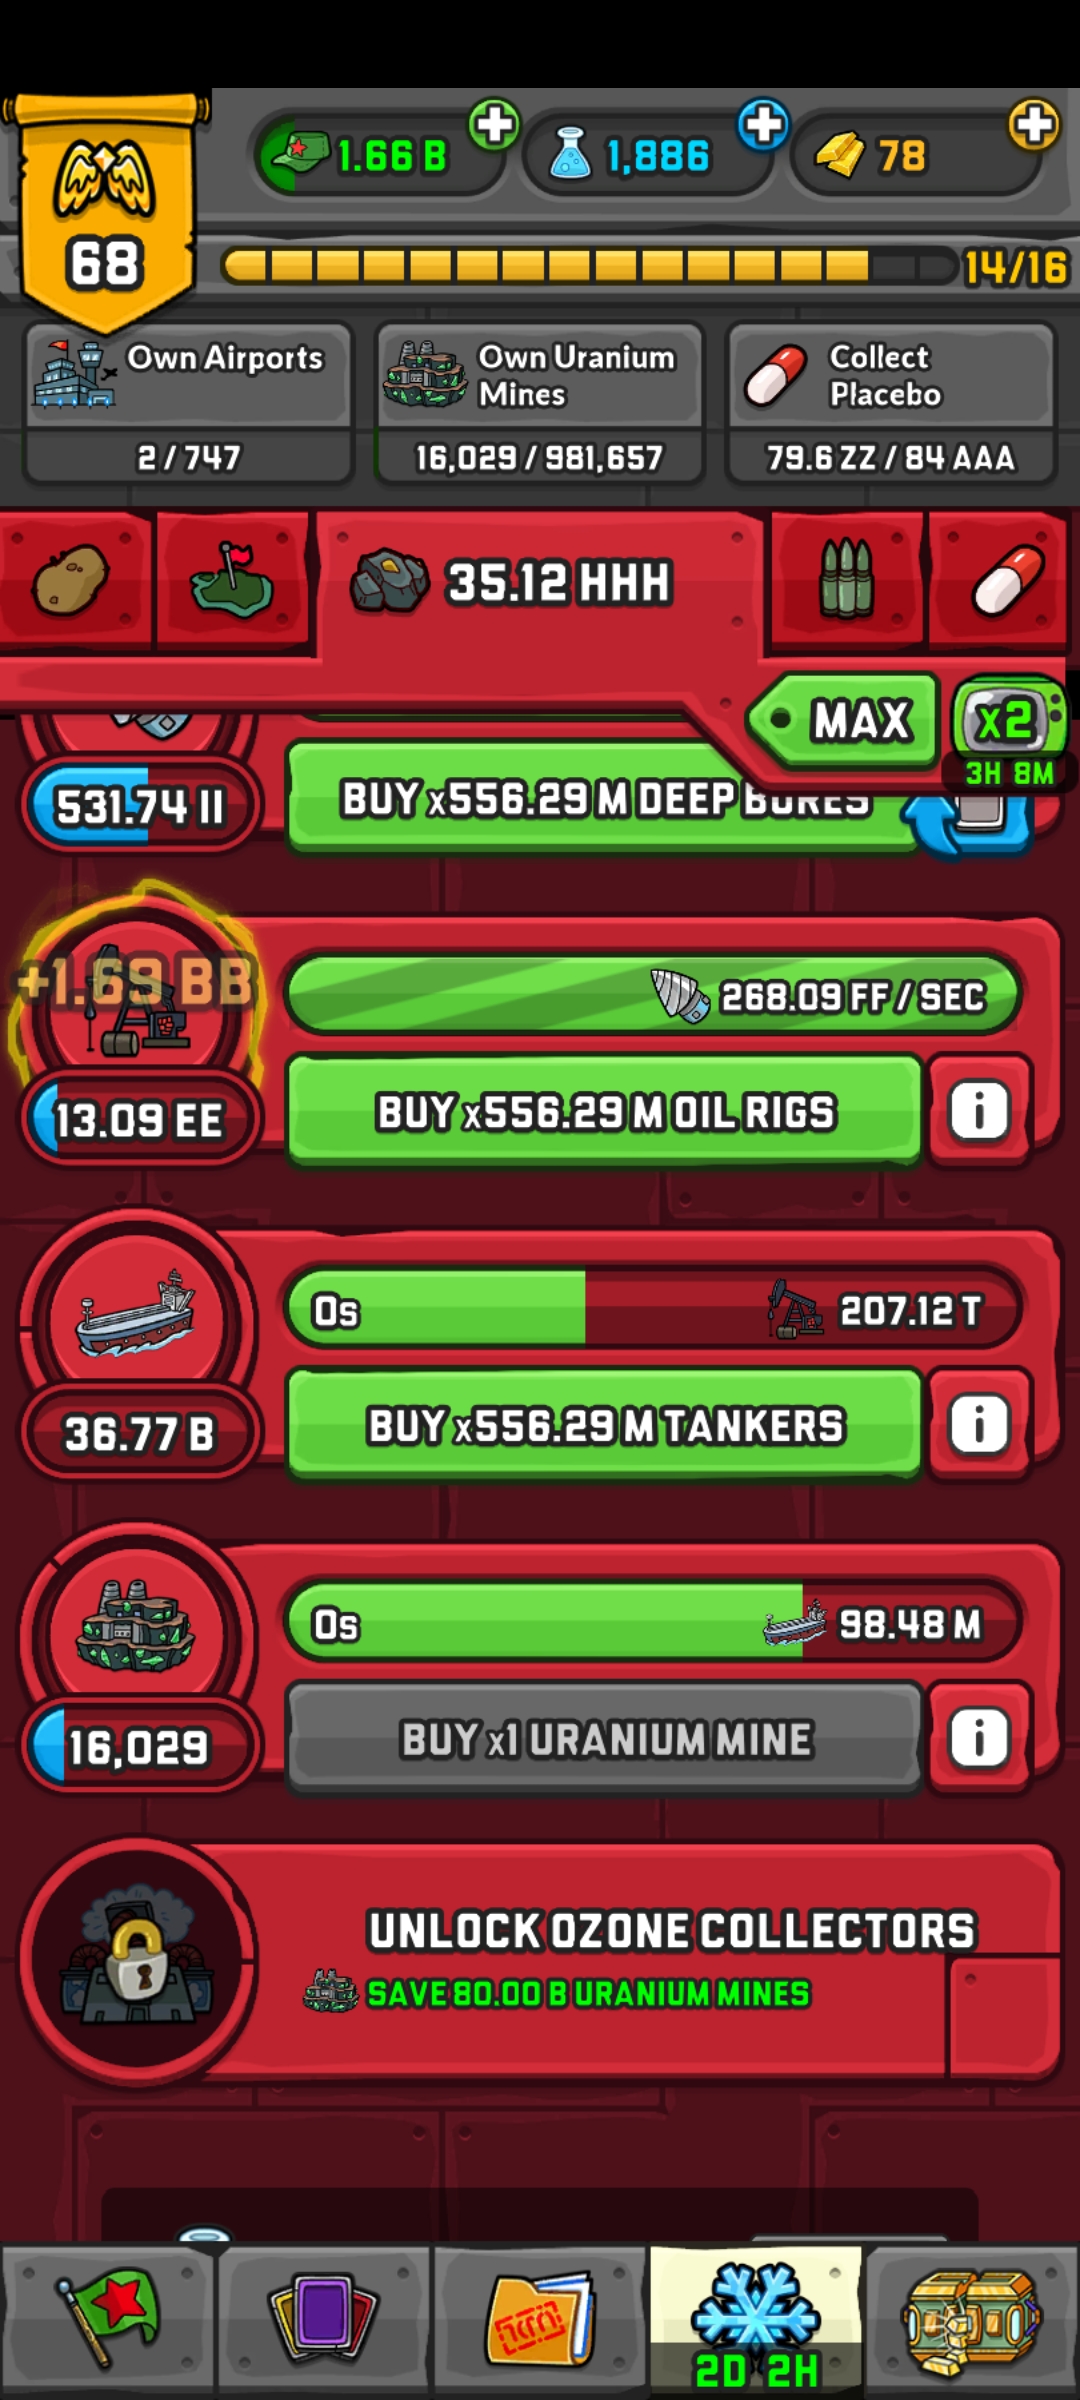 1.66 B
1,886
78
68
14/16
Own Airports
2 / 747
Own Uranium
Mines
16,029 / 981,657
Collect
Placebo
79.6 ZZ / 84 AAA
35.12 HHH
MAX
x2
3H 8M
531.74 II
BUY x556.29 M DEEP BORES
+1.69 BB
268.09 FF / SEC
13.09 EE
BUY x556.29 M OIL RIGS
i
0s
207.12 T
36.77 B
BUY x556.29 M TANKERS
i
0s
98.48 M
16,029
BUY x1 URANIUM MINE
i
UNLOCK OZONE COLLECTORS
SAVE 80.00 B URANIUM MINES
2D 2H